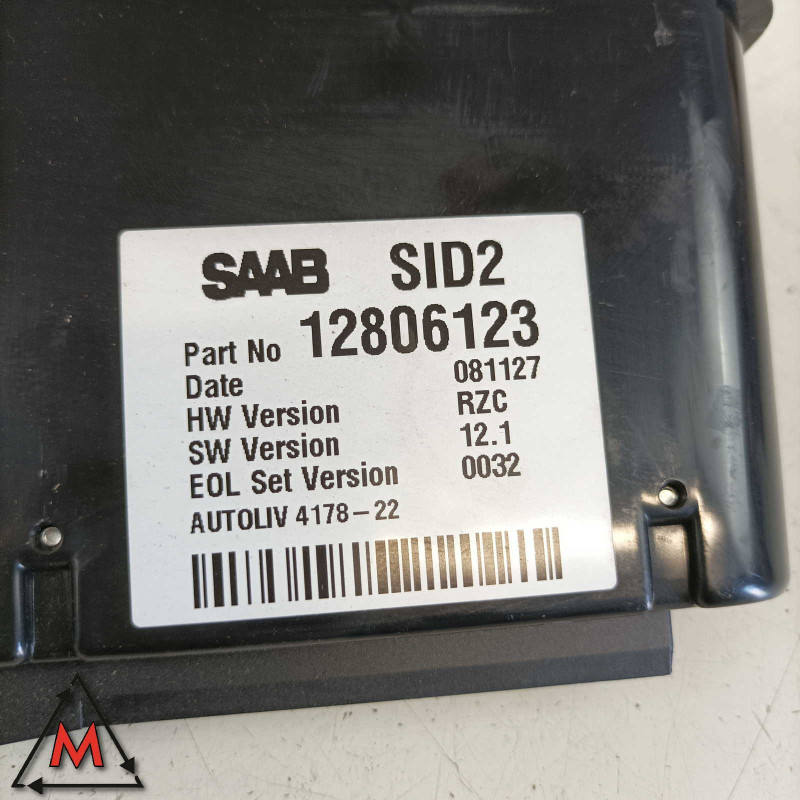 SAAB SID2
Part No 12806123
Date 081127
HW Version RZC
SW Version 12.1
EOL Set Version 0032
AUTOLIV 4178-22
M